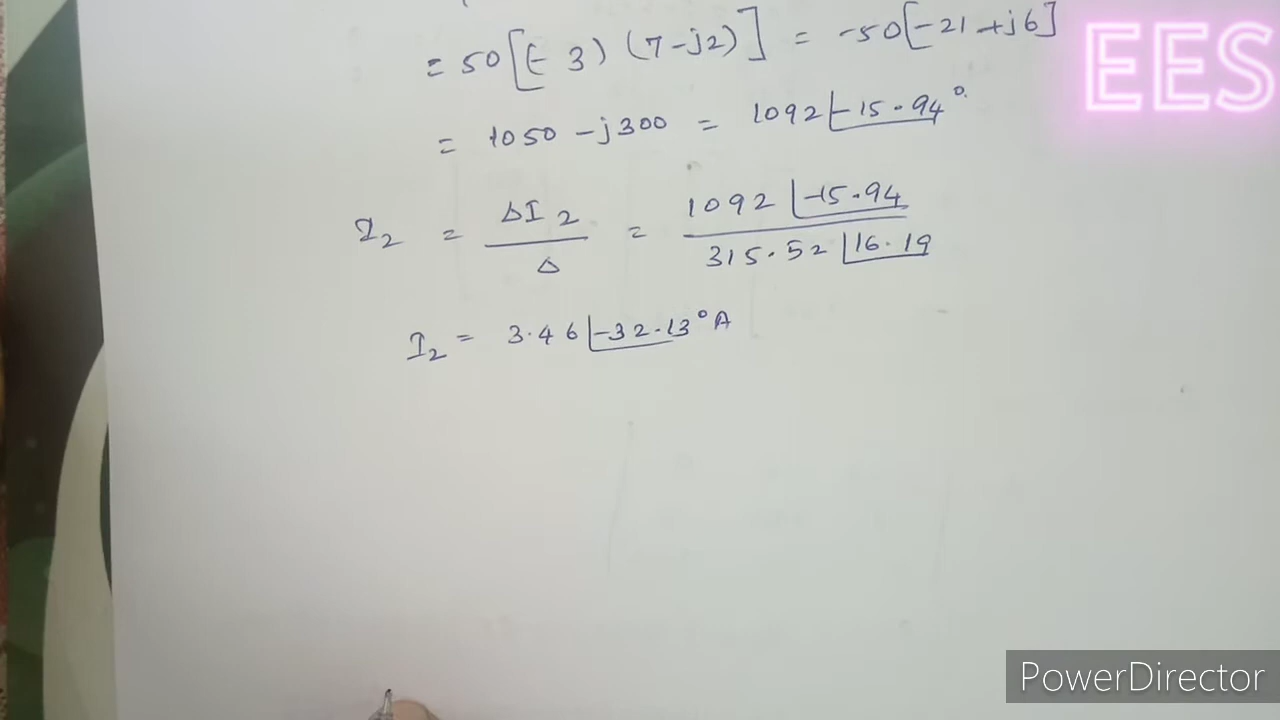 = 50[(- 3) (7-j2)] = -50[-21+j6]
EES
= 1050 -j300 = 1092∠-15.94°
I2 = ΔI2/Δ = 1092∠-15.94 / 315.52∠16.19
I2 = 3.46∠-32.13° A
PowerDirector